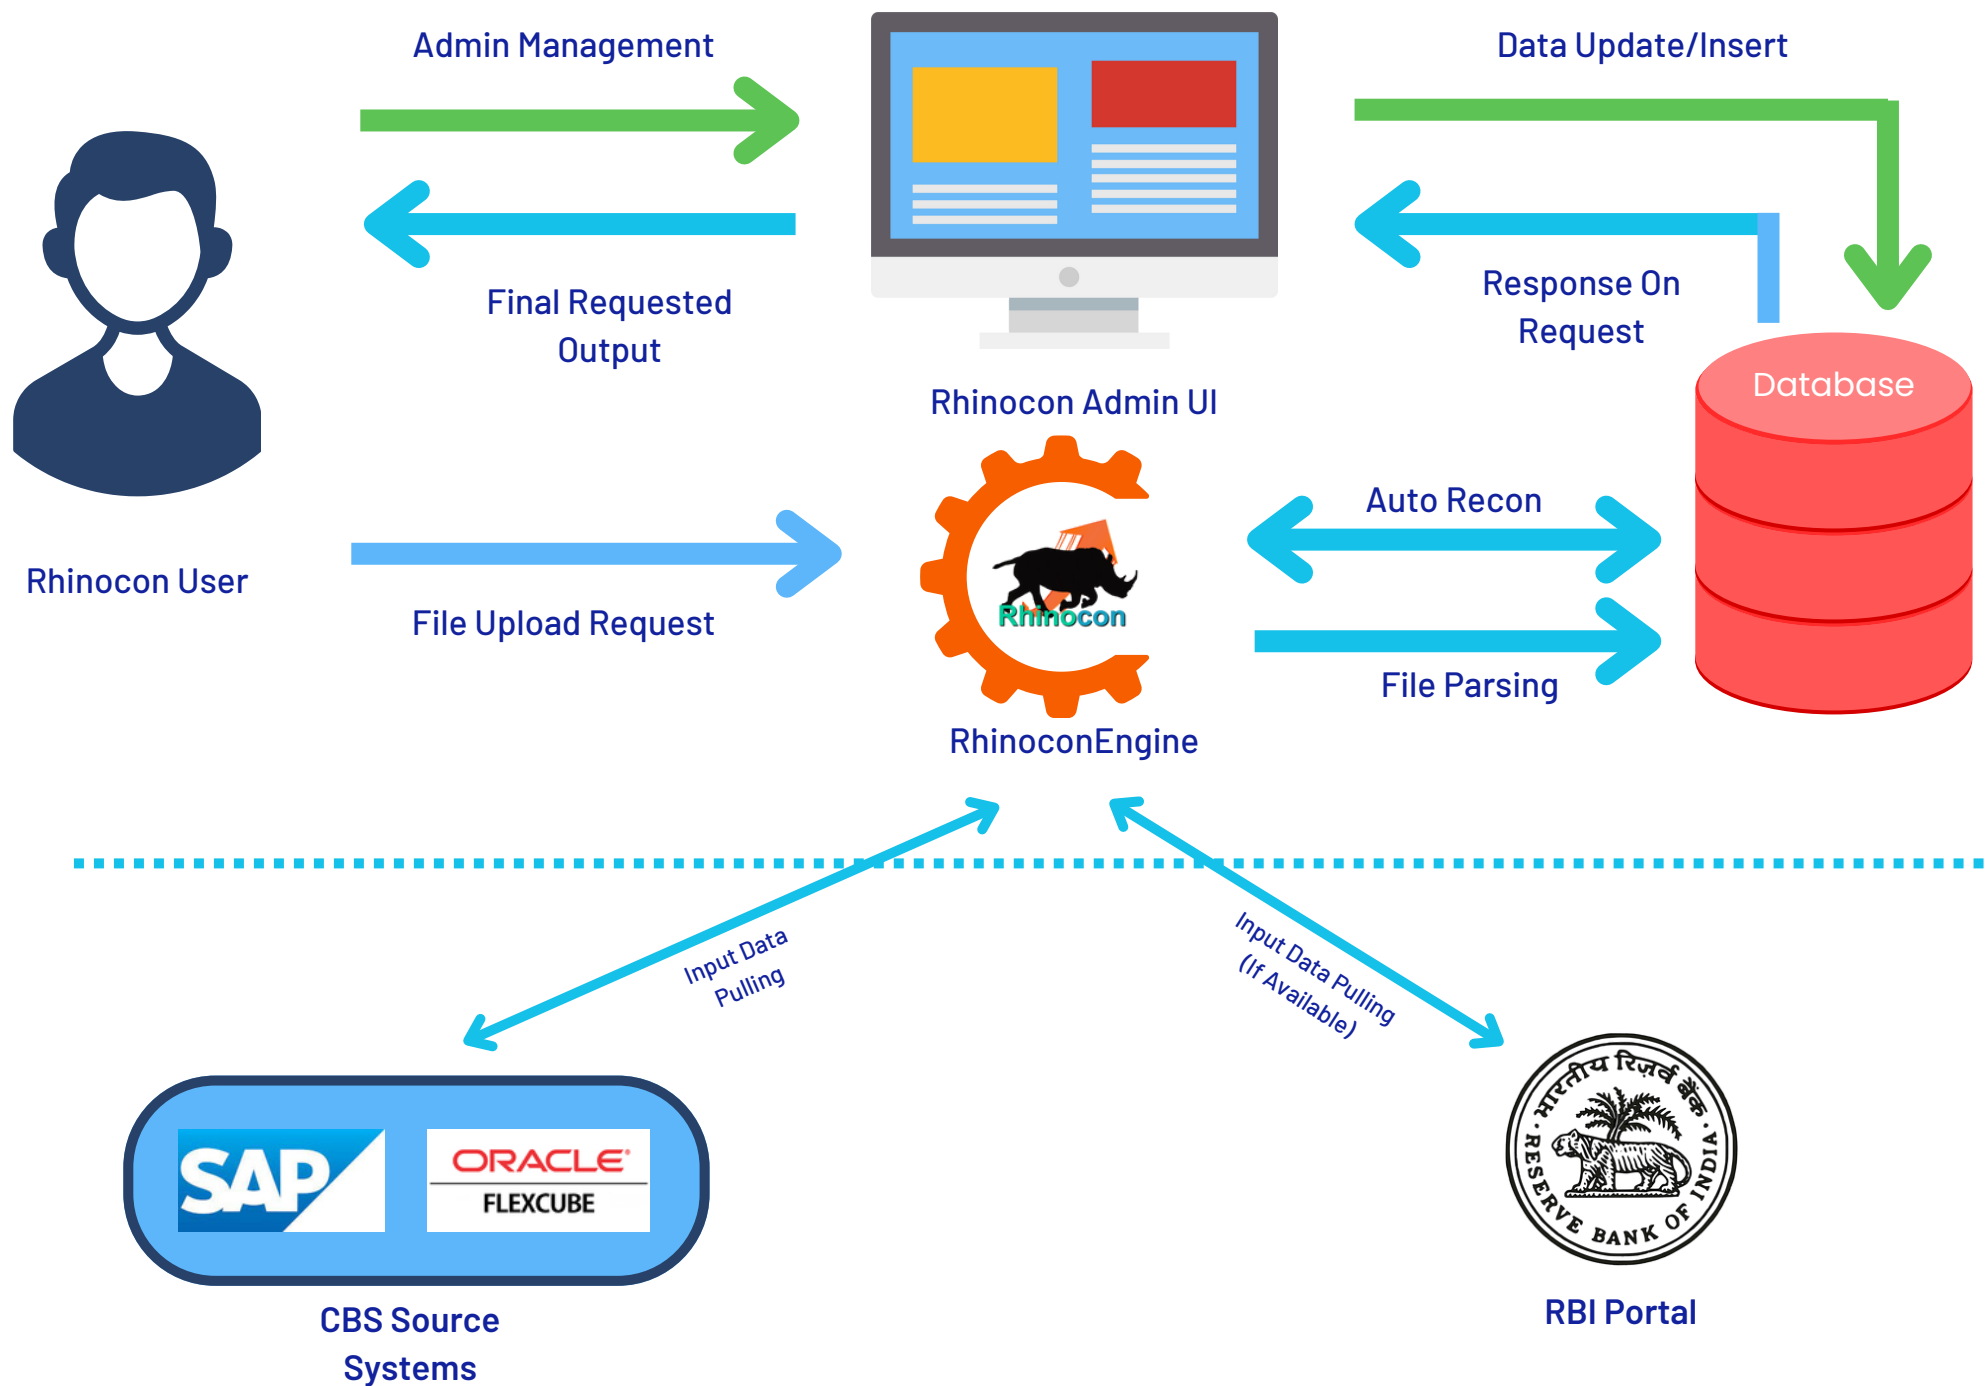 Admin Management
Data Update/Insert
Final Requested
Output
Response On
Request
Database
Rhinocon Admin UI
Auto Recon
Rhinocon
Rhinocon User
File Upload Request
File Parsing
RhinoconEngine
Input Data
Pulling
Input Data Pulling
(If Available)
SAP
ORACLE
FLEXCUBE
भारतीय रिज़र्व बैंक
RESERVE BANK OF INDIA
CBS Source
Systems
RBI Portal